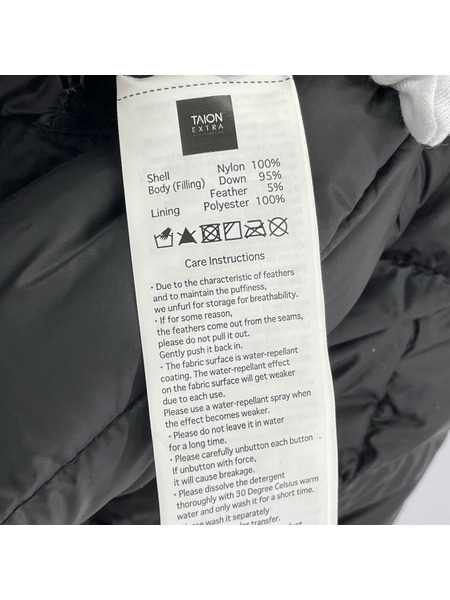 TAION
EXTRA
Shell Nylon 100%
Body (Filling) Down 95%
Feather 5%
Lining Polyester 100%
Care Instructions
・Due to the characteristic of feathers
and to maintain the puffiness,
we unfurl for storage for breathability.
・If for some reason,
the feathers come out from the seams,
please do not pull it out.
Gently push it back in.
・The fabric surface is water-repellant
coating. The water-repellant effect
on the fabric surface will get weaker
due to each use.
Please use a water-repellant spray when
the effect becomes weaker.
・Please do not leave it in water
for a long time.
・Please carefully unbutton each button
If unbutton with force,
it will cause breakage.
・Please dissolve the detergent
thoroughly with 30 Degree Celsius warm
water and only wash it for a short time.
wash it separately
transfer.